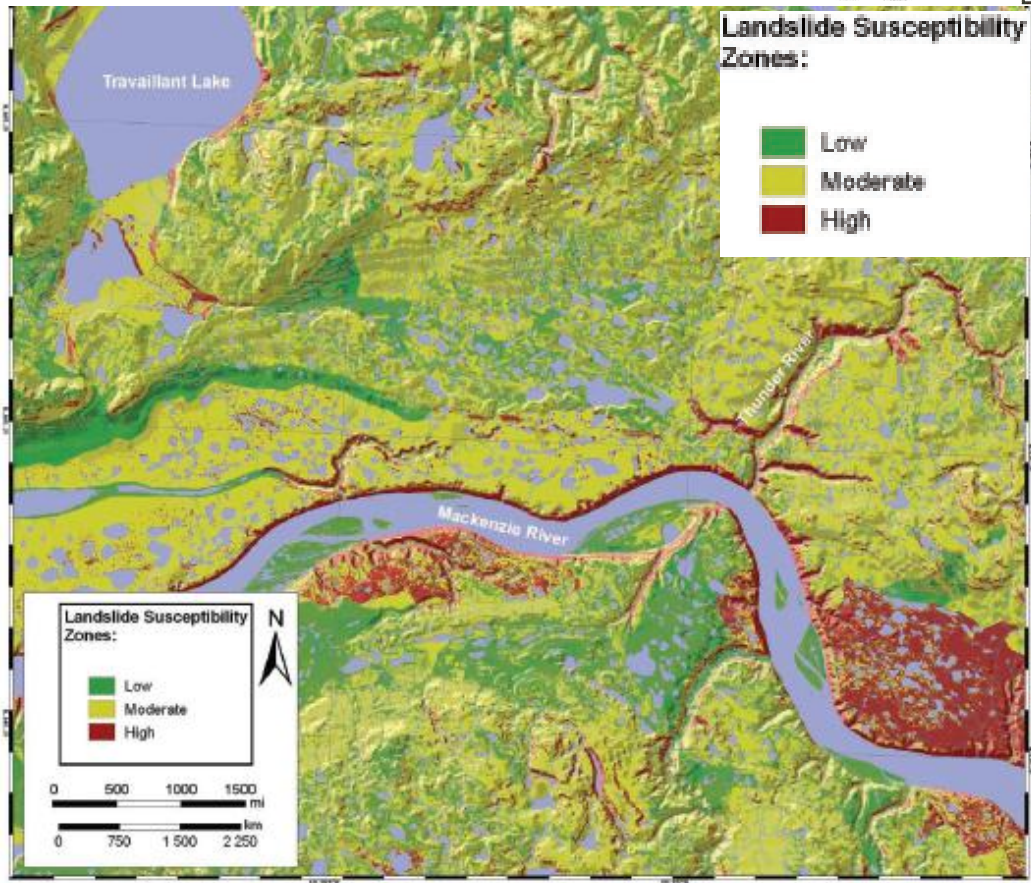 Landslide Susceptibility
Zones:
Low
Moderate
High
Travaillant Lake
Thunder River
Mackenzie River
Landslide Susceptibility
Zones:
Low
Moderate
High
N
0 500 1000 1500
mi
km
0 750 1 500 2 250